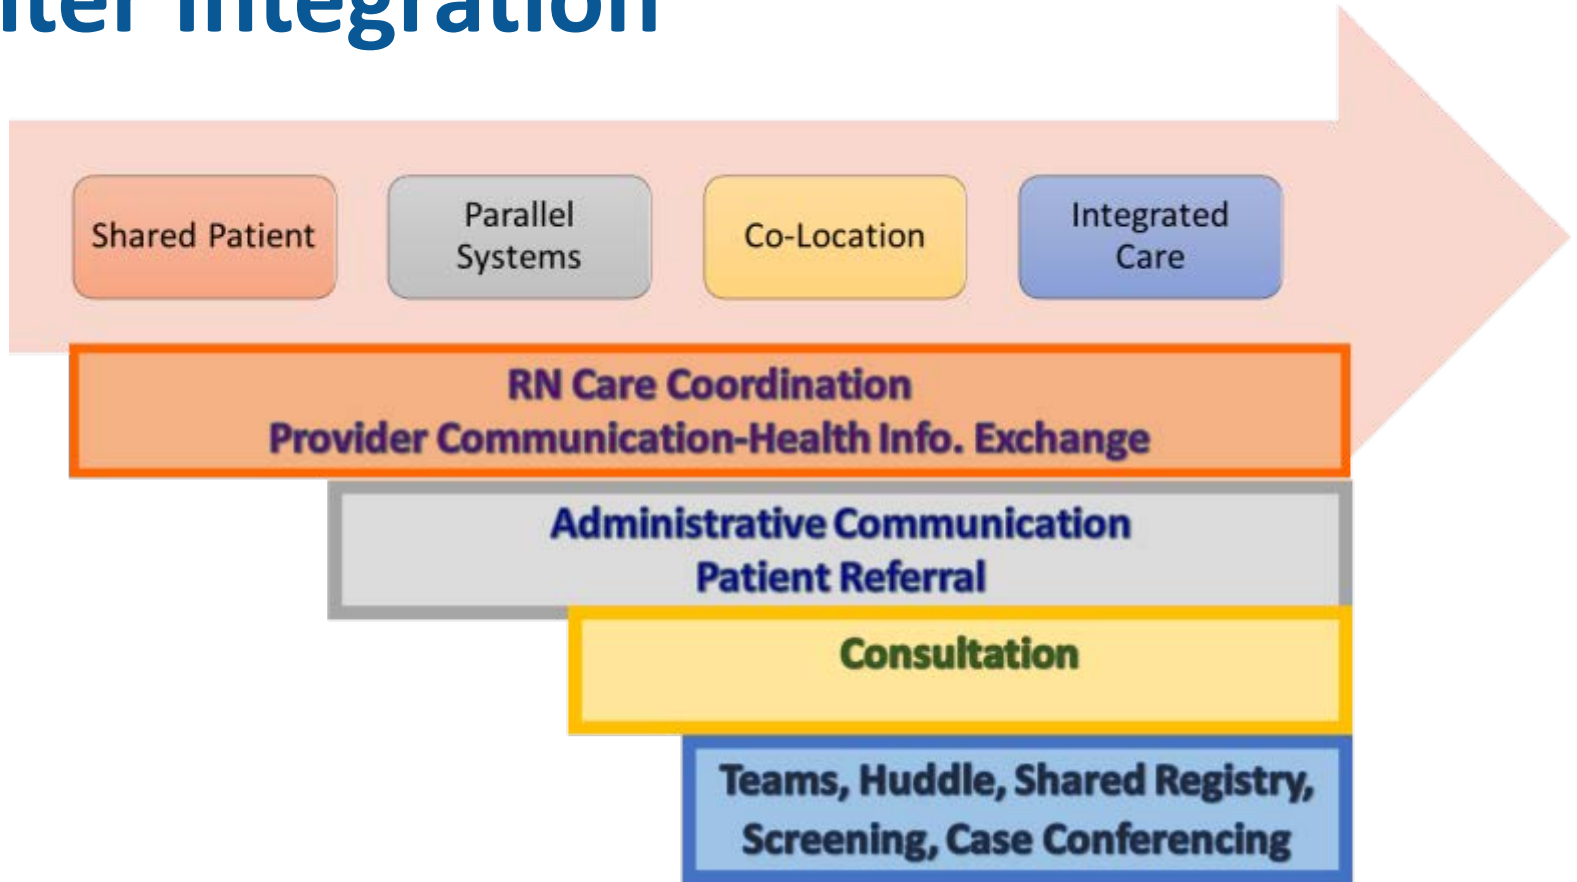 Integration
Shared Patient
Parallel
Systems
Co-Location
Integrated
Care
RN Care Coordination
Provider Communication-Health Info. Exchange
Administrative Communication
Patient Referral
Consultation
Teams, Huddle, Shared Registry,
Screening, Case Conferencing